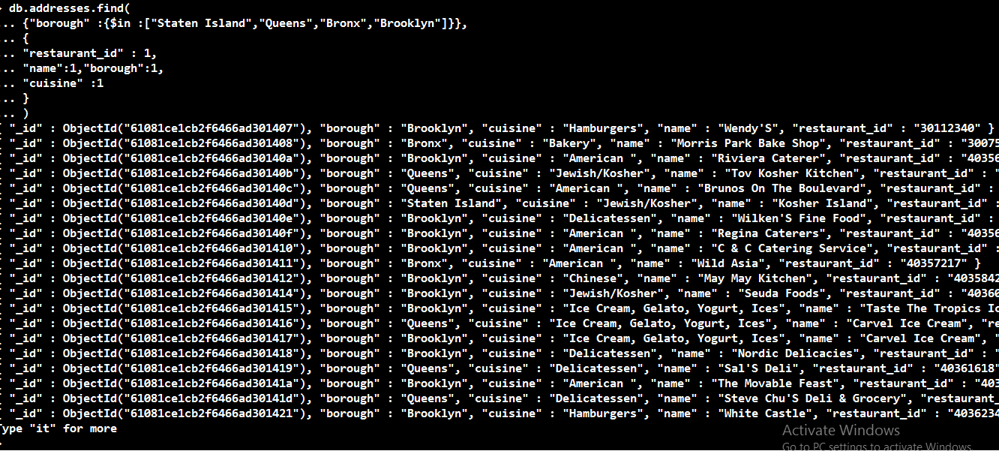 > db.addresses.find(
... {"borough" :{$in :["Staten Island","Queens","Bronx","Brooklyn"]}},
... {
... "restaurant_id" : 1,
... "name":1,"borough":1,
... "cuisine" :1
... }
... )
{ "_id" : ObjectId("61081ce1cb2f6466ad301407"), "borough" : "Brooklyn", "cuisine" : "Hamburgers", "name" : "Wendy'S", "restaurant_id" : "30112340" }
{ "_id" : ObjectId("61081ce1cb2f6466ad301408"), "borough" : "Bronx", "cuisine" : "Bakery", "name" : "Morris Park Bake Shop", "restaurant_id" : "30075
{ "_id" : ObjectId("61081ce1cb2f6466ad30140a"), "borough" : "Brooklyn", "cuisine" : "American ", "name" : "Riviera Caterer", "restaurant_id" : "40356
{ "_id" : ObjectId("61081ce1cb2f6466ad30140b"), "borough" : "Queens", "cuisine" : "Jewish/Kosher", "name" : "Tov Kosher Kitchen", "restaurant_id" : "
{ "_id" : ObjectId("61081ce1cb2f6466ad30140c"), "borough" : "Queens", "cuisine" : "American ", "name" : "Brunos On The Boulevard", "restaurant_id" :
{ "_id" : ObjectId("61081ce1cb2f6466ad30140d"), "borough" : "Staten Island", "cuisine" : "Jewish/Kosher", "name" : "Kosher Island", "restaurant_id" :
{ "_id" : ObjectId("61081ce1cb2f6466ad30140e"), "borough" : "Brooklyn", "cuisine" : "Delicatessen", "name" : "Wilken'S Fine Food", "restaurant_id" :
{ "_id" : ObjectId("61081ce1cb2f6466ad30140f"), "borough" : "Brooklyn", "cuisine" : "American ", "name" : "Regina Caterers", "restaurant_id" : "40356
{ "_id" : ObjectId("61081ce1cb2f6466ad301410"), "borough" : "Brooklyn", "cuisine" : "American ", "name" : "C & C Catering Service", "restaurant_id" :
{ "_id" : ObjectId("61081ce1cb2f6466ad301411"), "borough" : "Bronx", "cuisine" : "American ", "name" : "Wild Asia", "restaurant_id" : "40357217" }
{ "_id" : ObjectId("61081ce1cb2f6466ad301412"), "borough" : "Brooklyn", "cuisine" : "Chinese", "name" : "May May Kitchen", "restaurant_id" : "4035842
{ "_id" : ObjectId("61081ce1cb2f6466ad301414"), "borough" : "Brooklyn", "cuisine" : "Jewish/Kosher", "name" : "Seuda Foods", "restaurant_id" : "40360
{ "_id" : ObjectId("61081ce1cb2f6466ad301415"), "borough" : "Brooklyn", "cuisine" : "Ice Cream, Gelato, Yogurt, Ices", "name" : "Taste The Tropics Ic
{ "_id" : ObjectId("61081ce1cb2f6466ad301416"), "borough" : "Queens", "cuisine" : "Ice Cream, Gelato, Yogurt, Ices", "name" : "Carvel Ice Cream", "re
{ "_id" : ObjectId("61081ce1cb2f6466ad301417"), "borough" : "Brooklyn", "cuisine" : "Ice Cream, Gelato, Yogurt, Ices", "name" : "Carvel Ice Cream", "
{ "_id" : ObjectId("61081ce1cb2f6466ad301418"), "borough" : "Brooklyn", "cuisine" : "Delicatessen", "name" : "Nordic Delicacies", "restaurant_id" : "
{ "_id" : ObjectId("61081ce1cb2f6466ad301419"), "borough" : "Queens", "cuisine" : "Delicatessen", "name" : "Sal'S Deli", "restaurant_id" : "40361618"
{ "_id" : ObjectId("61081ce1cb2f6466ad30141a"), "borough" : "Brooklyn", "cuisine" : "American ", "name" : "The Movable Feast", "restaurant_id" : "403
{ "_id" : ObjectId("61081ce1cb2f6466ad30141d"), "borough" : "Queens", "cuisine" : "Delicatessen", "name" : "Steve Chu'S Deli & Grocery", "restaurant_
{ "_id" : ObjectId("61081ce1cb2f6466ad301421"), "borough" : "Brooklyn", "cuisine" : "Hamburgers", "name" : "White Castle", "restaurant_id" : "4036234
Type "it" for more
Activate Windows
Go to PC settings to activate Windows.